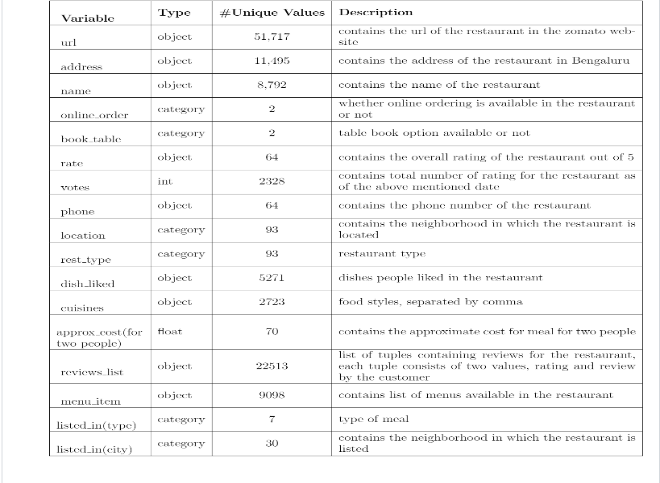 Variable Type #Unique Values Description
url object 51,717 contains the url of the restaurant in the zomato web-
site
address object 11,495 contains the address of the restaurant in Bengaluru
name object 8,792 contains the name of the restaurant
online_order category 2 whether online ordering is available in the restaurant
or not
book_table category 2 table book option available or not
rate object 64 contains the overall rating of the restaurant out of 5
votes int 2328 contains total number of rating for the restaurant as
of the above mentioned date
phone object 64 contains the phone number of the restaurant
location category 93 contains the neighborhood in which the restaurant is
located
rest_type category 93 restaurant type
dish_liked object 5271 dishes people liked in the restaurant
cuisines object 2723 food styles, separated by comma
approx_cost(for float 70 contains the approximate cost for meal for two people
two people)
reviews_list object 22513 list of tuples containing reviews for the restaurant,
each tuple consists of two values, rating and review
by the customer
menu_item object 9098 contains list of menus available in the restaurant
listed_in(type) category 7 type of meal
listed_in(city) category 30 contains the neighborhood in which the restaurant is
listed